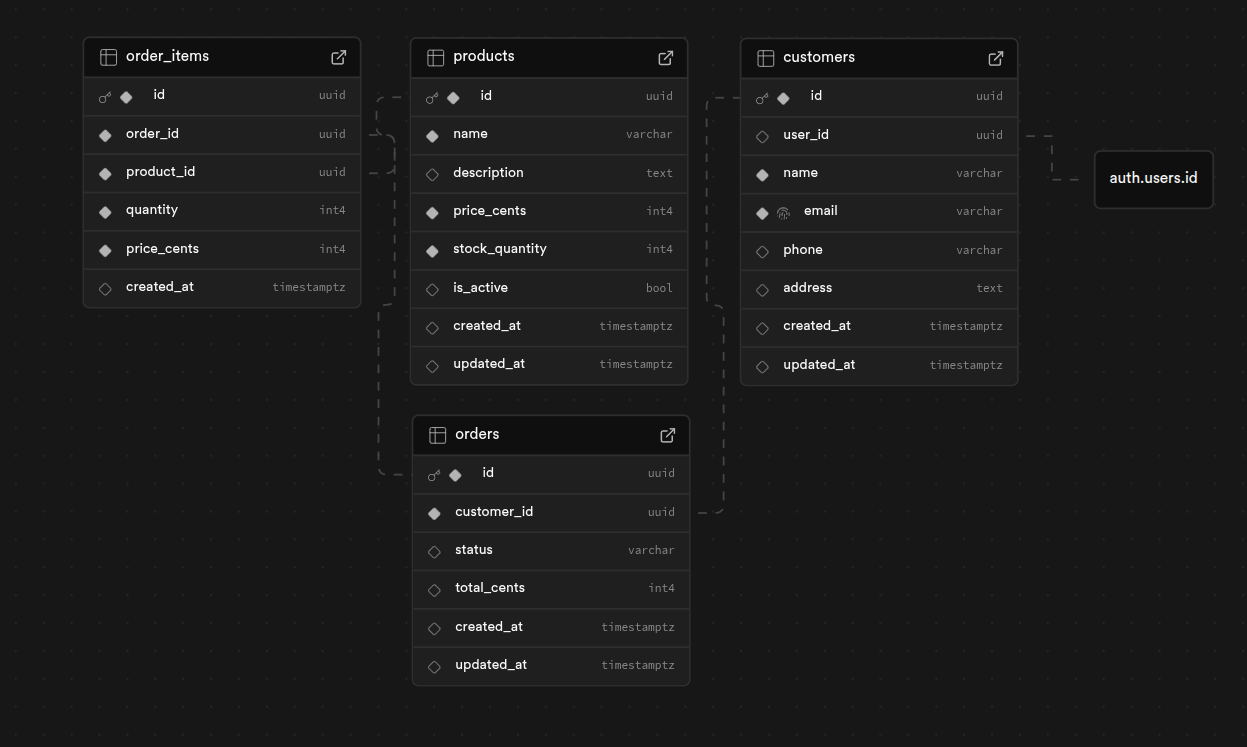 order_items
id uuid
order_id uuid
product_id uuid
quantity int4
price_cents int4
created_at timestamptz
products
id uuid
name varchar
description text
price_cents int4
stock_quantity int4
is_active bool
created_at timestamptz
updated_at timestamptz
customers
id uuid
user_id uuid
name varchar
email varchar
phone varchar
address text
created_at timestamptz
updated_at timestamptz
auth.users.id
orders
id uuid
customer_id uuid
status varchar
total_cents int4
created_at timestamptz
updated_at timestamptz